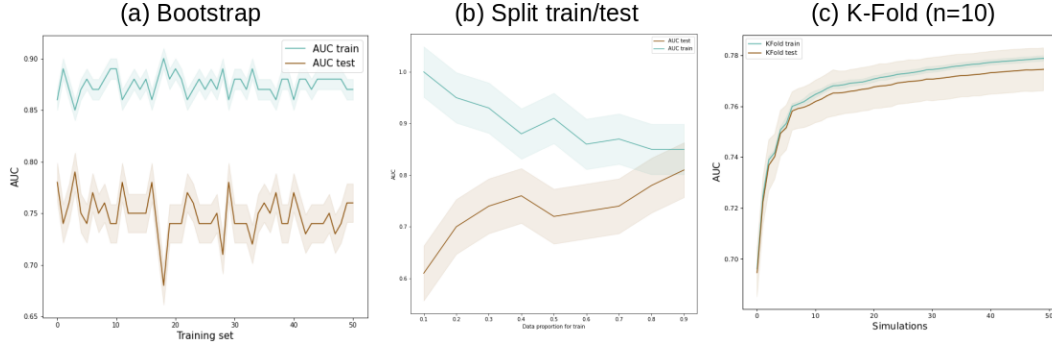 (a) Bootstrap
AUC train
AUC test
0.90
0.85
0.80
0.75
0.70
0.65
AUC
0 10 20 30 40 50
Training set
(b) Split train/test
AUC test
AUC train
1.0
0.9
0.8
0.7
0.6
AUC
0.1 0.2 0.3 0.4 0.5 0.6 0.7 0.8 0.9
Data proportion for train
(c) K-Fold (n=10)
KFold train
KFold test
0.78
0.76
0.74
0.72
0.70
AUC
0 10 20 30 40 50
Simulations